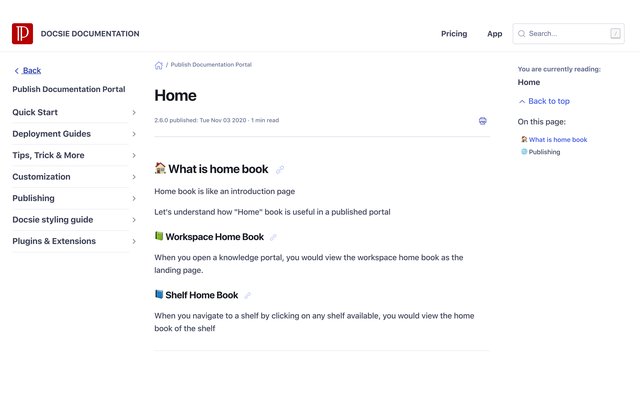 DOCSIE DOCUMENTATION
Pricing
App
Search...
/
Back
Publish Documentation Portal
Quick Start
Deployment Guides
Tips, Trick & More
Customization
Publishing
Docsie styling guide
Plugins & Extensions
/ Publish Documentation Portal
Home
2.6.0 published: Tue Nov 03 2020 · 1 min read
What is home book
Home book is like an introduction page
Let's understand how "Home" book is useful in a published portal
Workspace Home Book
When you open a knowledge portal, you would view the workspace home book as the
landing page.
Shelf Home Book
When you navigate to a shelf by clicking on any shelf available, you would view the home
book of the shelf
You are currently reading:
Home
Back to top
On this page:
What is home book
Publishing